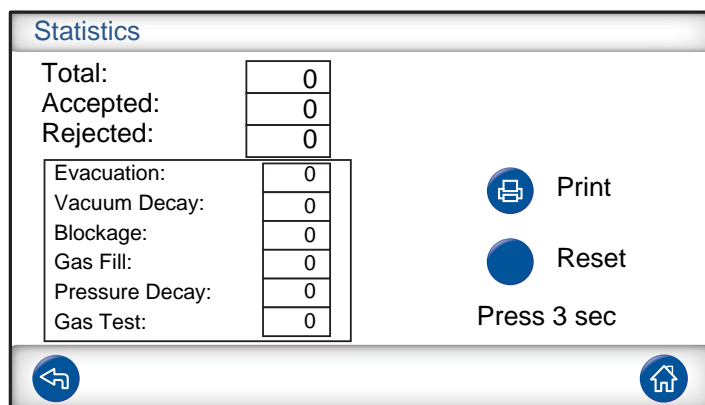 Statistics
Total: 0
Accepted: 0
Rejected: 0
Evacuation: 0
Vacuum Decay: 0
Blockage: 0
Gas Fill: 0
Pressure Decay: 0
Gas Test: 0
Print
Reset
Press 3 sec